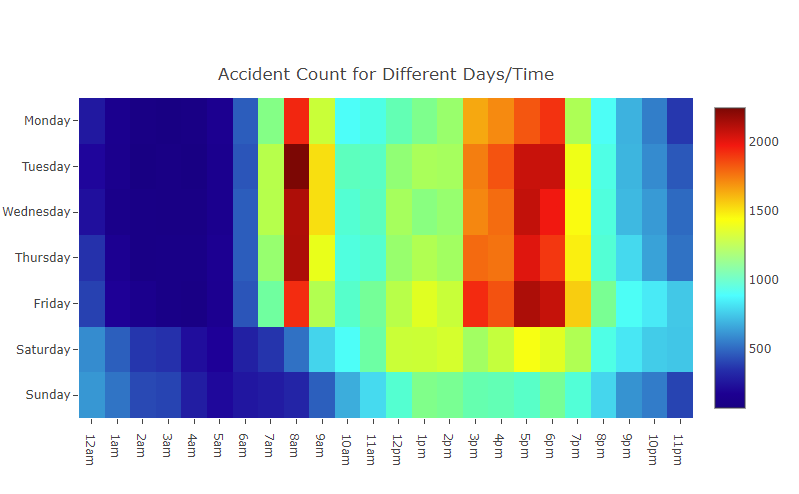 Accident Count for Different Days/Time
Monday
Tuesday
Wednesday
Thursday
Friday
Saturday
Sunday
12am
1am
2am
3am
4am
5am
6am
7am
8am
9am
10am
11am
12pm
1pm
2pm
3pm
4pm
5pm
6pm
7pm
8pm
9pm
10pm
11pm
2000
1500
1000
500